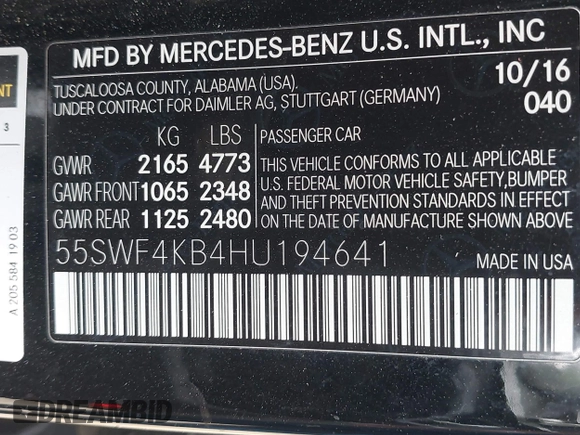 MFD BY MERCEDES-BENZ U.S. INTL., INC
TUSCALOOSA COUNTY, ALABAMA (USA).
UNDER CONTRACT FOR DAIMLER AG, STUTTGART (GERMANY)
10/16
040
KG LBS
GVWR 2165 4773
GAWR FRONT 1065 2348
GAWR REAR 1125 2480
PASSENGER CAR
THIS VEHICLE CONFORMS TO ALL APPLICABLE
U.S. FEDERAL MOTOR VEHICLE SAFETY,BUMPER
AND THEFT PREVENTION STANDARDS IN EFFECT
ON THE DATE OF MANUFACTURE SHOWN ABOVE
55SWF4KB4HU194641
MADE IN USA
A 205 584 19 03
3
DREAMBID